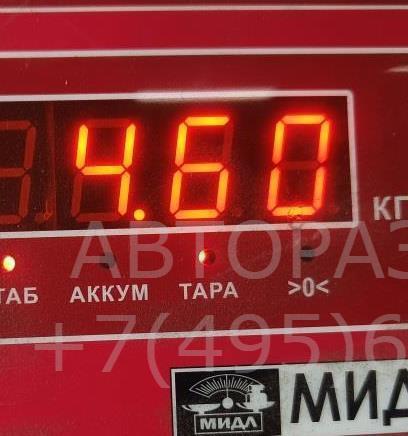 4.60
КГ
ТАБ АККУМ ТАРА >0<
АВТОРАЗ
+7(495)6
МИДЛ МИД